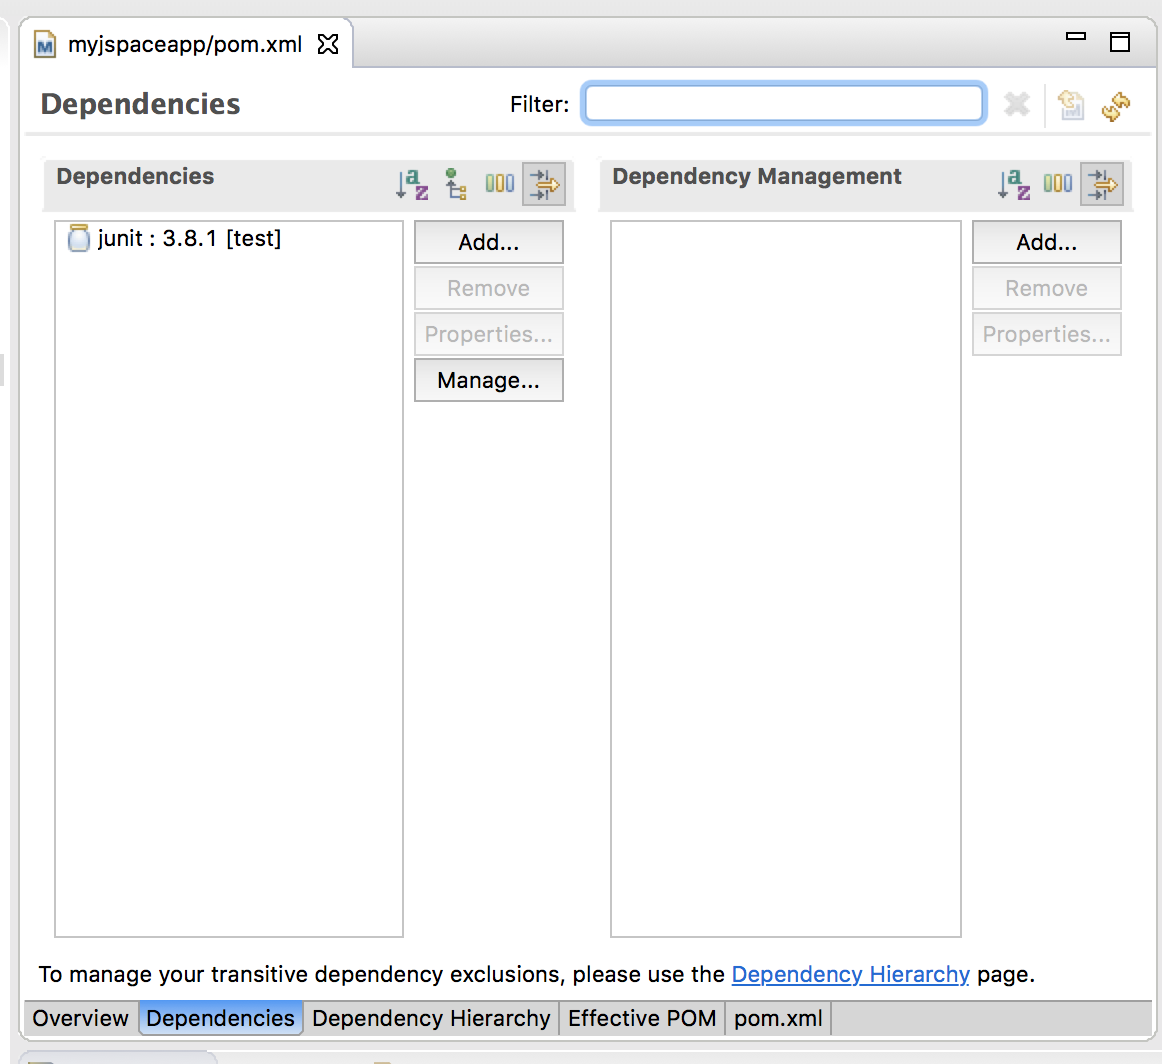 myjspaceapp/pom.xml
Dependencies
Filter:
Dependencies
Dependency Management
junit : 3.8.1 [test]
Add...
Remove
Properties...
Manage...
Add...
Remove
Properties...
To manage your transitive dependency exclusions, please use the Dependency Hierarchy page.
Overview Dependencies Dependency Hierarchy Effective POM pom.xml